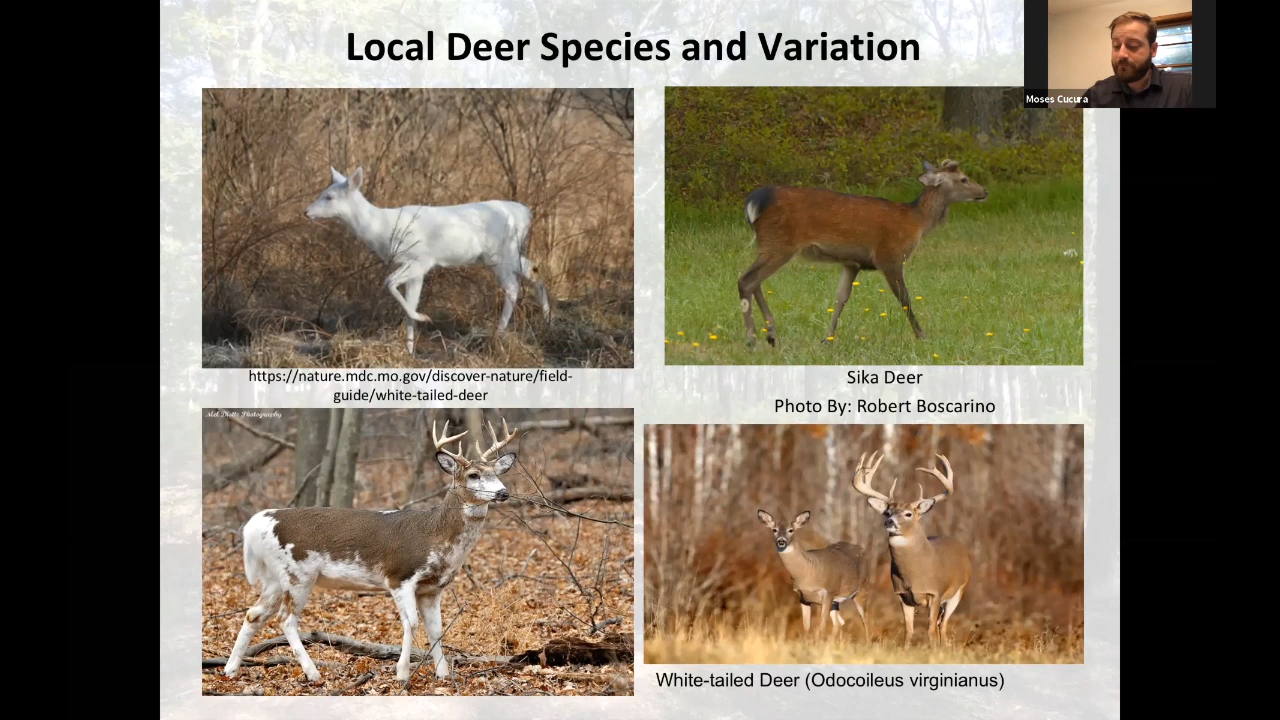 Local Deer Species and Variation
Moses Cucura
https://nature.mdc.mo.gov/discover-nature/field-
guide/white-tailed-deer
Sika Deer
Photo By: Robert Boscarino
White-tailed Deer (Odocoileus virginianus)